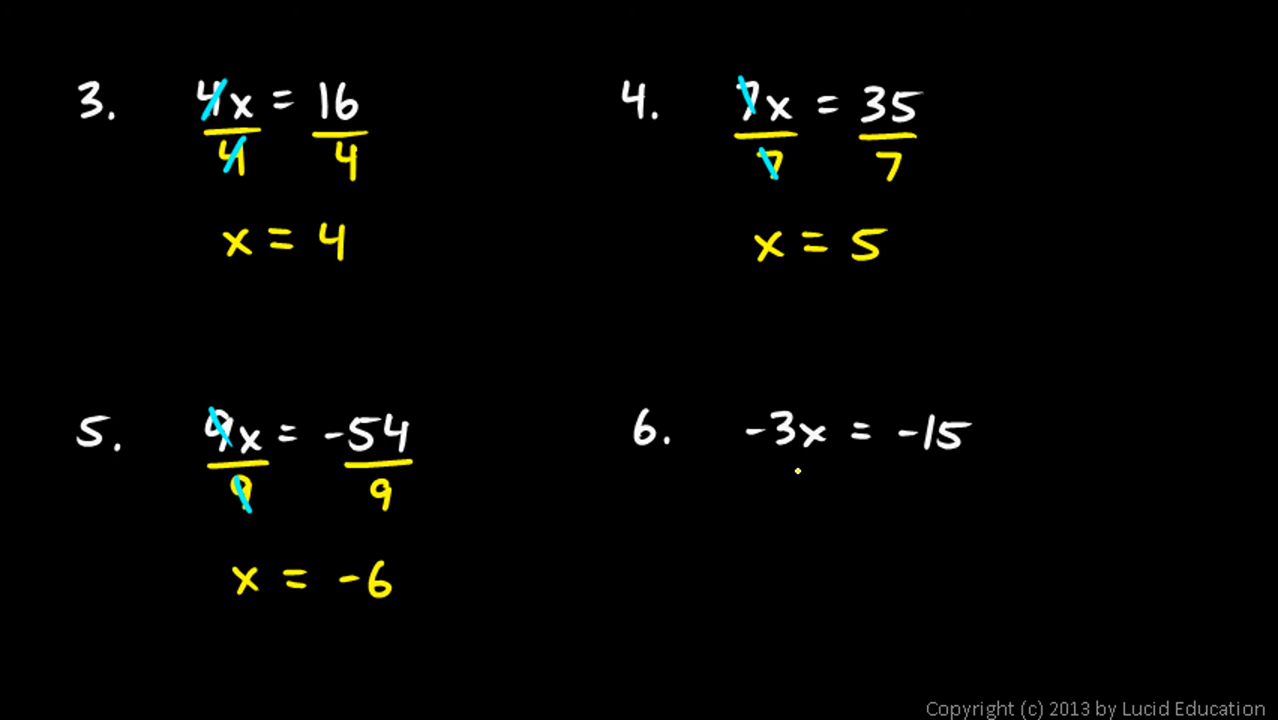 3. 4x = 16
4 4
x = 4
4. 7x = 35
7 7
x = 5
5. 9x = -54
9 9
x = -6
6. -3x = -15
Copyright (c) 2013 by Lucid Education